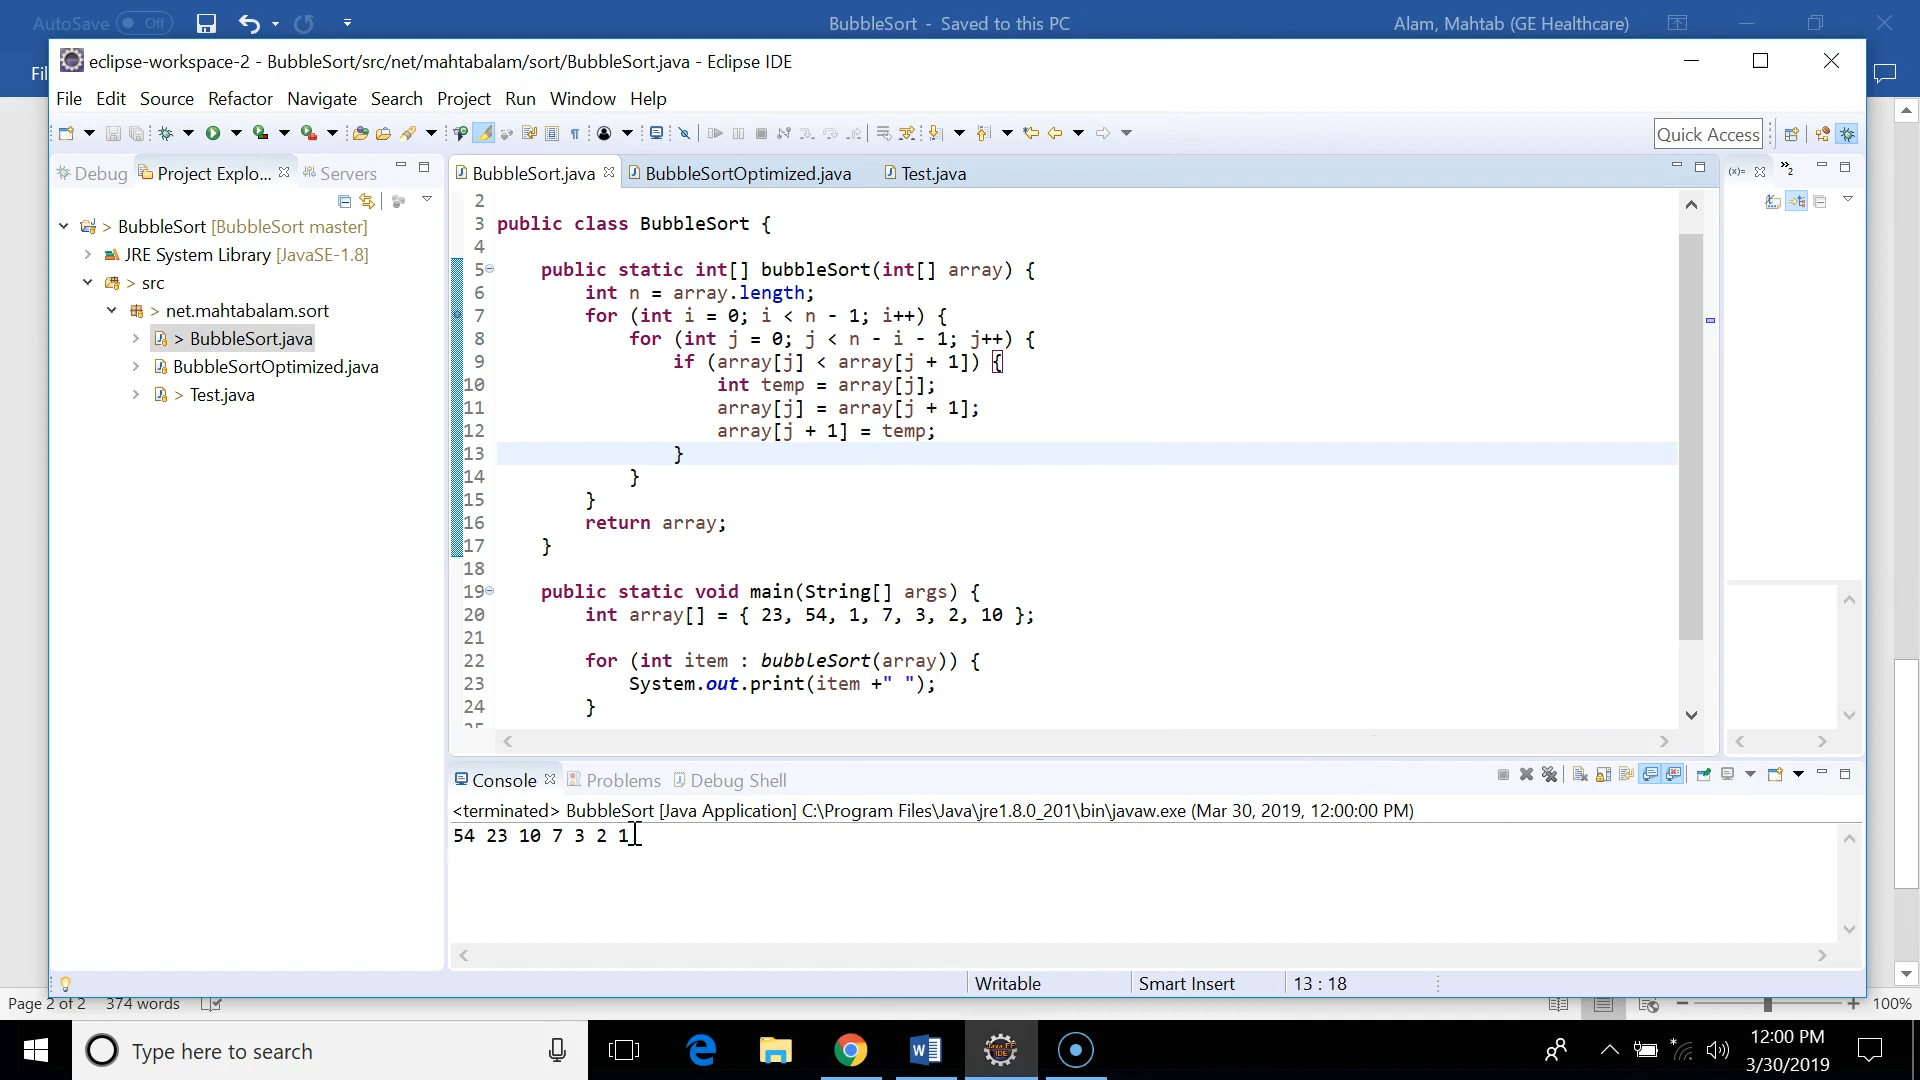 AutoSave Off
BubbleSort - Saved to this PC
Alam, Mahtab (GE Healthcare)
Fil
eclipse-workspace-2 - BubbleSort/src/net/mahtabalam/sort/BubbleSort.java - Eclipse IDE
File Edit Source Refactor Navigate Search Project Run Window Help
Quick Access
Debug Project Explo... Servers
BubbleSort.java BubbleSortOptimized.java Test.java
(x)= »2
> BubbleSort [BubbleSort master]
JRE System Library [JavaSE-1.8]
> src
> net.mahtabalam.sort
> BubbleSort.java
BubbleSortOptimized.java
> Test.java
2
3 public class BubbleSort {
4
5 public static int[] bubbleSort(int[] array) {
6 int n = array.length;
7 for (int i = 0; i < n - 1; i++) {
8 for (int j = 0; j < n - i - 1; j++) {
9 if (array[j] < array[j + 1]) {
10 int temp = array[j];
11 array[j] = array[j + 1];
12 array[j + 1] = temp;
13 }
14 }
15 }
16 return array;
17 }
18
19 public static void main(String[] args) {
20 int array[] = { 23, 54, 1, 7, 3, 2, 10 };
21
22 for (int item : bubbleSort(array)) {
23 System.out.print(item +" ");
24 }
25
Console Problems Debug Shell
<terminated> BubbleSort [Java Application] C:\Program Files\Java\jre1.8.0_201\bin\javaw.exe (Mar 30, 2019, 12:00:00 PM)
54 23 10 7 3 2 1
Writable Smart Insert 13 : 18
Page 2 of 2 374 words
100%
Type here to search
Java EE IDE
12:00 PM
3/30/2019